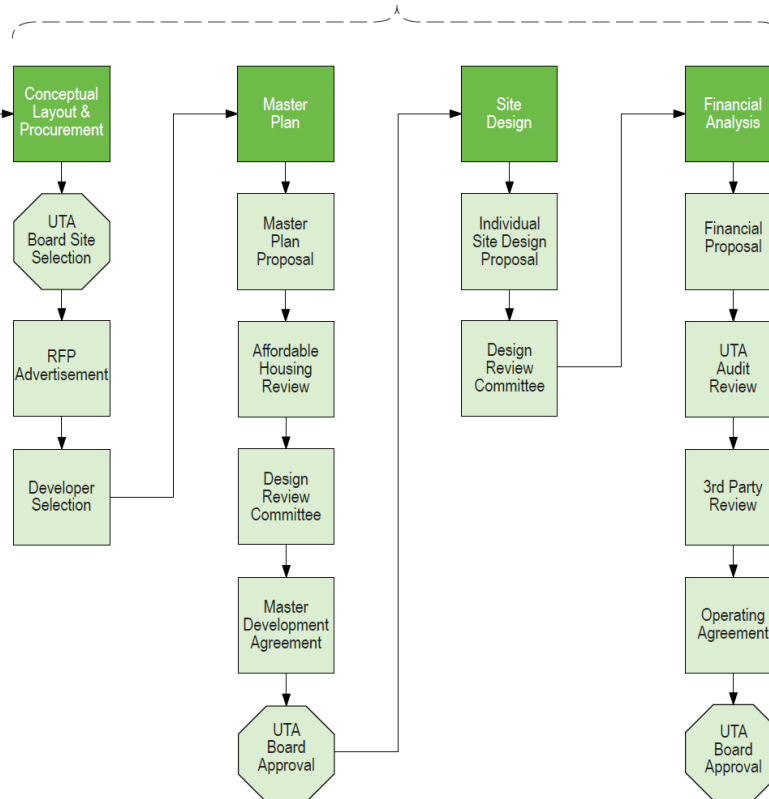 Conceptual
Layout &
Procurement
UTA
Board Site
Selection
RFP
Advertisement
Developer
Selection
Master
Plan
Master
Plan
Proposal
Affordable
Housing
Review
Design
Review
Committee
Master
Development
Agreement
UTA
Board
Approval
Site
Design
Individual
Site Design
Proposal
Design
Review
Committee
Financial
Analysis
Financial
Proposal
UTA
Audit
Review
3rd Party
Review
Operating
Agreement
UTA
Board
Approval